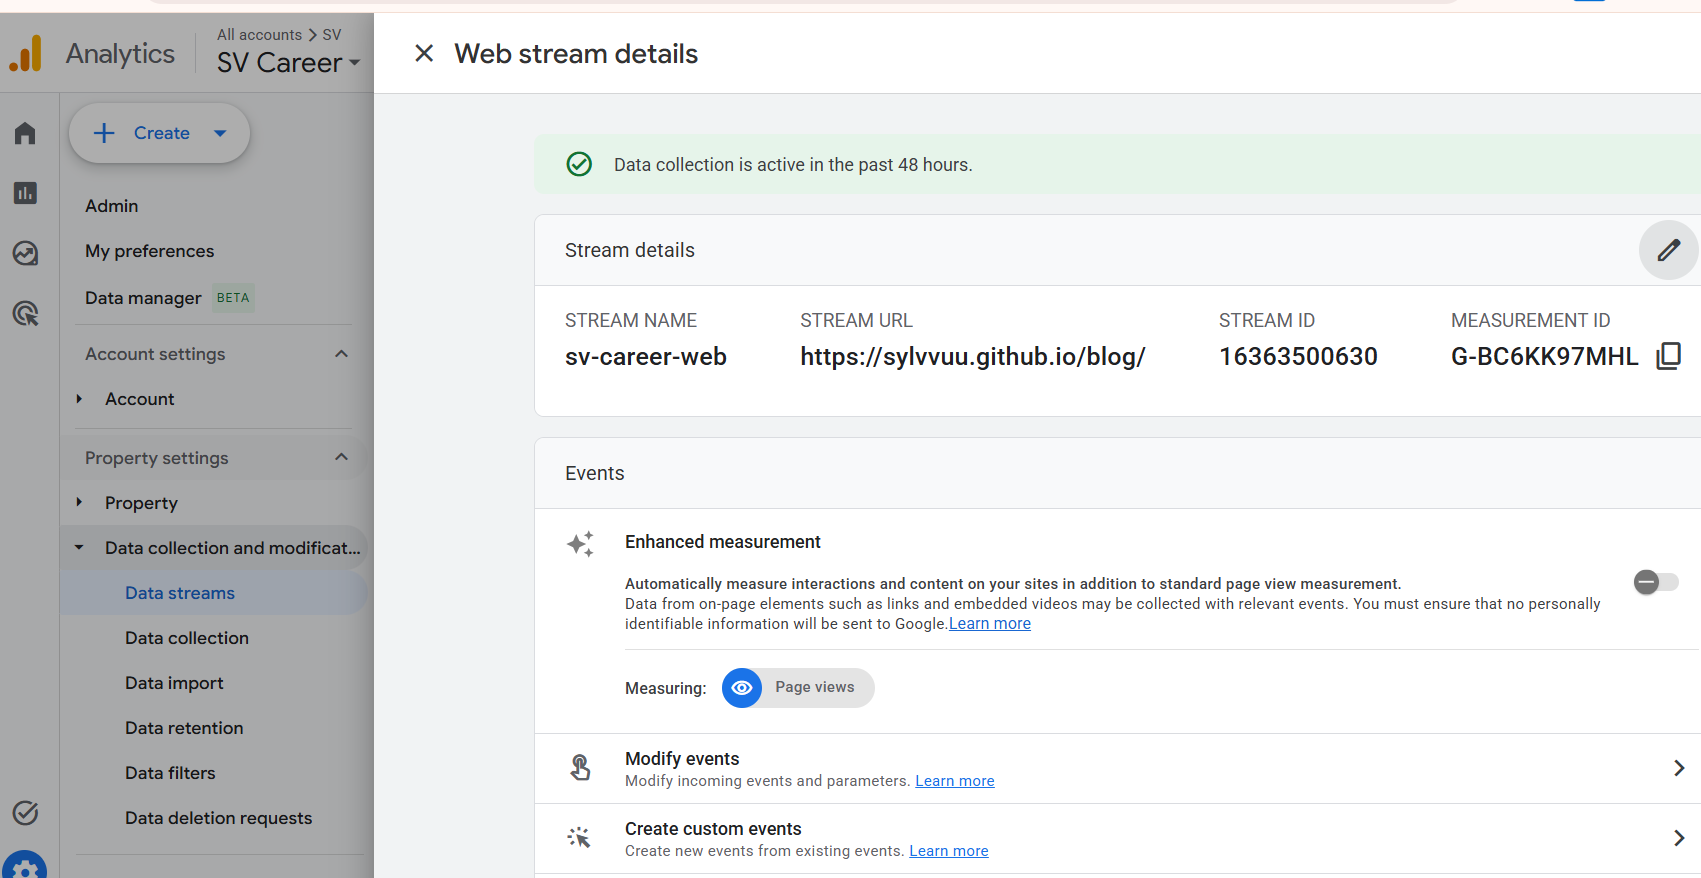 Analytics
All accounts > SV
SV Career
Web stream details
Create
Admin
My preferences
Data manager BETA
Account settings
Account
Property settings
Property
Data collection and modificat...
Data streams
Data collection
Data import
Data retention
Data filters
Data deletion requests
Data collection is active in the past 48 hours.
Stream details
STREAM NAME
sv-career-web
STREAM URL
https://sylvvuu.github.io/blog/
STREAM ID
16363500630
MEASUREMENT ID
G-BC6KK97MHL
Events
Enhanced measurement
Automatically measure interactions and content on your sites in addition to standard page view measurement.
Data from on-page elements such as links and embedded videos may be collected with relevant events. You must ensure that no personally
identifiable information will be sent to Google.Learn more
Measuring: Page views
Modify events
Modify incoming events and parameters. Learn more
Create custom events
Create new events from existing events. Learn more